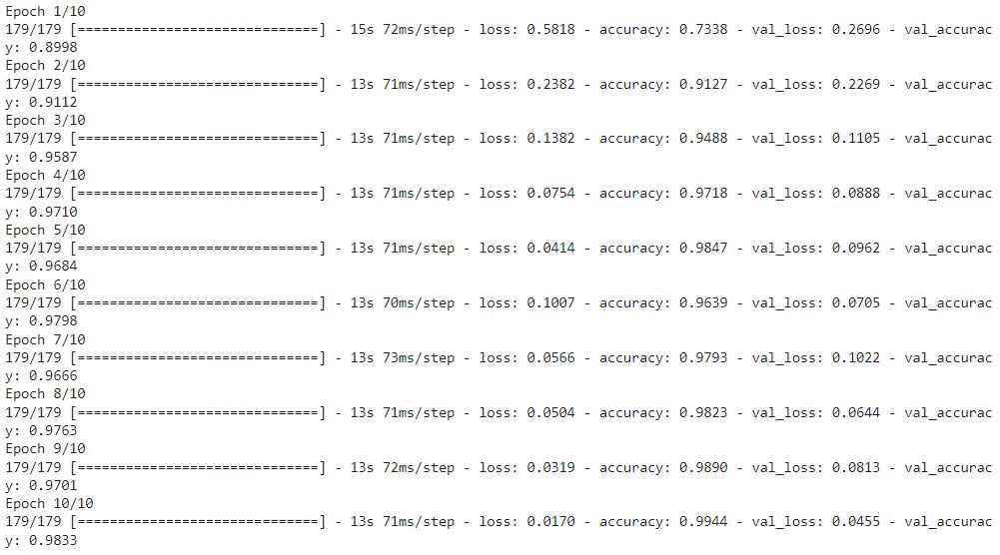 Epoch 1/10
179/179 [==============================] - 15s 72ms/step - loss: 0.5818 - accuracy: 0.7338 - val_loss: 0.2696 - val_accurac
y: 0.8998
Epoch 2/10
179/179 [==============================] - 13s 71ms/step - loss: 0.2382 - accuracy: 0.9127 - val_loss: 0.2269 - val_accurac
y: 0.9112
Epoch 3/10
179/179 [==============================] - 13s 71ms/step - loss: 0.1382 - accuracy: 0.9488 - val_loss: 0.1105 - val_accurac
y: 0.9587
Epoch 4/10
179/179 [==============================] - 13s 71ms/step - loss: 0.0754 - accuracy: 0.9718 - val_loss: 0.0888 - val_accurac
y: 0.9710
Epoch 5/10
179/179 [==============================] - 13s 71ms/step - loss: 0.0414 - accuracy: 0.9847 - val_loss: 0.0962 - val_accurac
y: 0.9684
Epoch 6/10
179/179 [==============================] - 13s 70ms/step - loss: 0.1007 - accuracy: 0.9639 - val_loss: 0.0705 - val_accurac
y: 0.9798
Epoch 7/10
179/179 [==============================] - 13s 73ms/step - loss: 0.0566 - accuracy: 0.9793 - val_loss: 0.1022 - val_accurac
y: 0.9666
Epoch 8/10
179/179 [==============================] - 13s 71ms/step - loss: 0.0504 - accuracy: 0.9823 - val_loss: 0.0644 - val_accurac
y: 0.9763
Epoch 9/10
179/179 [==============================] - 13s 72ms/step - loss: 0.0319 - accuracy: 0.9890 - val_loss: 0.0813 - val_accurac
y: 0.9701
Epoch 10/10
179/179 [==============================] - 13s 71ms/step - loss: 0.0170 - accuracy: 0.9944 - val_loss: 0.0455 - val_accurac
y: 0.9833